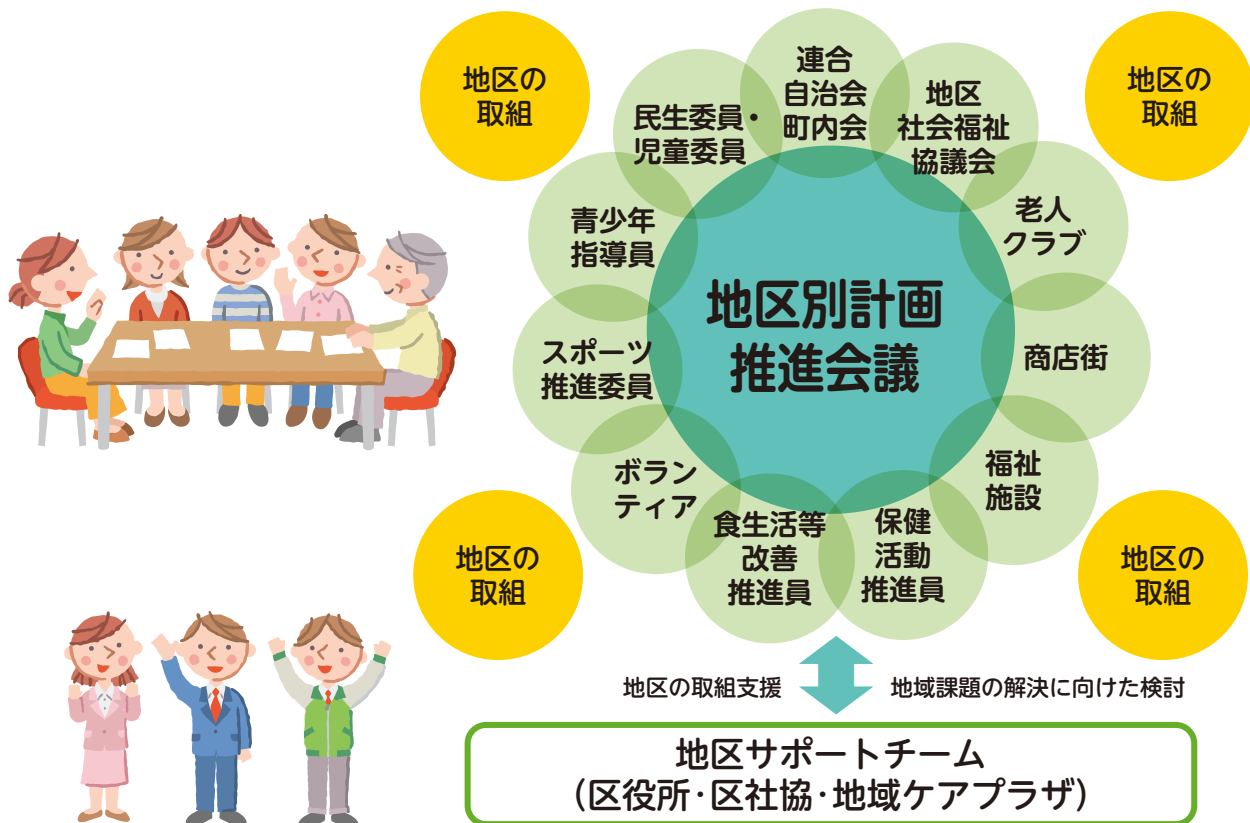 地区の
取組
連合
自治会
町内会
地区
社会福祉
協議会
地区の
取組
民生委員・
児童委員
老人
クラブ
青少年
指導員
地区別計画
推進会議
スポーツ
推進委員
商店街
ボラン
ティア
福祉
施設
食生活等
改善
推進員
保健
活動
推進員
地区の
取組
地区の
取組
地区の取組支援
地域課題の解決に向けた検討
地区サポートチーム
（区役所・区社協・地域ケアプラザ）